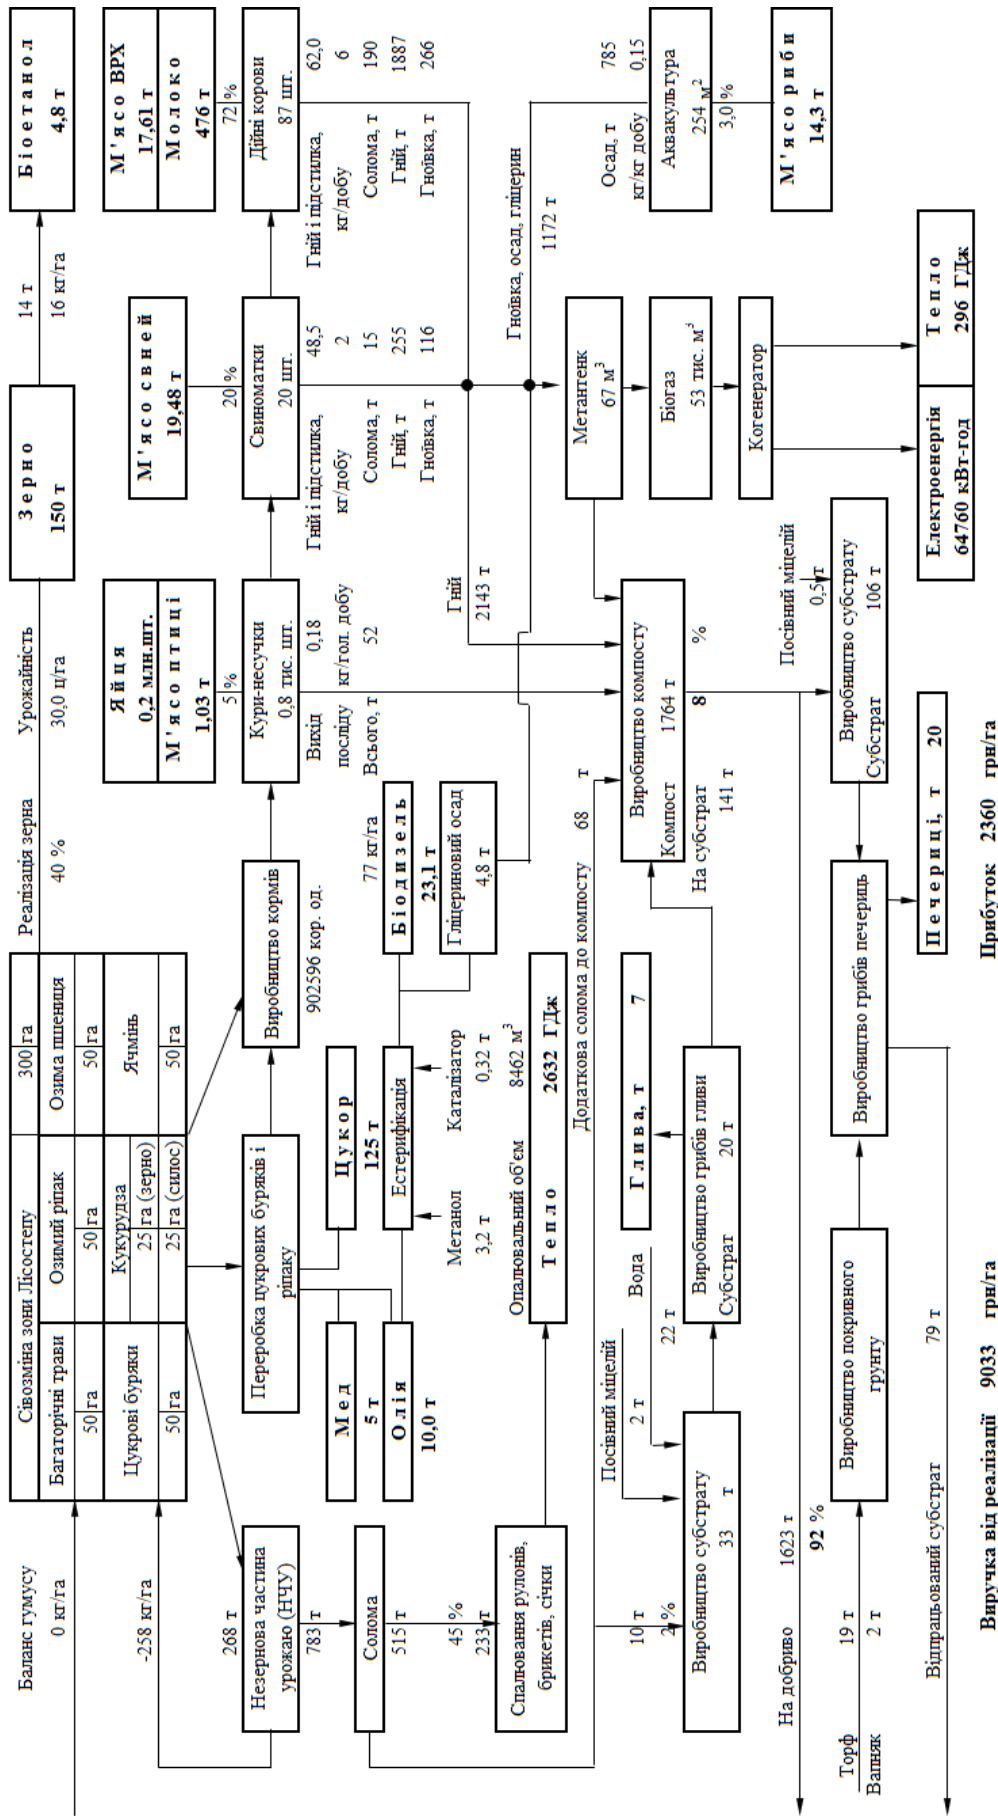 Баланс гумусу
0 кг/га
-258 кг/га
Сівозміна зони Лісостепу
300 га
Багаторічні трави
50 га
Озимий ріпак
50 га
Озима пшениця
50 га
Цукрові буряки
50 га
Кукурудза
25 га (зерно)
25 га (силос)
Ячмінь
50 га
Реалізація зерна
40 %
Урожайність
30,0 ц/га
Зерно
150 т
14 т
16 кг/га
Біоетанол
4,8 т
Яйця
0,2 млн.шт.
М'ясо птиці
1,03 т
5 %
М'ясо свней
19,48 т
20 %
М'ясо ВРХ
17,61 т
Молоко
476 т
72 %
268 т
Незернова частина
урожаю (НЧУ)
783 т
Переробка цукрових буряків і
ріпаку
Виробництво кормів
902596 кор. од.
Кури-несучки
0,8 тис. шт.
Вихід
посліду
0,18
кг/гол. добу
Всього, т
52
Свиноматки
20 шт.
Гній і підстилка,
кг/добу
48,5
2
Солома, т
15
Гній, т
255
Гноївка, т
116
Дійні корови
87 шт.
Гній і підстилка,
кг/добу
62,0
6
Солома, т
190
Гній, т
1887
Гноївка, т
266
Солома
515 т
45 %
233т
Мед
5 т
Олія
10,0 т
Цукор
125 т
Естерифікація
Метанол
3,2 т
Каталізатор
0,32 т
77 кг/га
Біодизель
23,1 т
Гліцериновий осад
4,8 т
Гній
2143 т
Гноівка, осад, гліцерин
1172 т
Осад, т
785
кг/кг добу
0,15
Аквакультура
254 м²
3,0 %
М'ясо риби
14,3 т
Спалювання рулонів,
брикетів, січки
Опалювальний об'єм
8462 м³
Тепло
2632 ГДж
Додаткова солома до компосту
68
т
Метантенк
67 м³
Біогаз
53 тис. м³
Когенератор
Електроенергія
64760 кВт-год
Тепло
296 ГДж
10 т
2 %
Посівний міцелій
2 т
Вода
22 т
Виробництво субстрату
33
т
Глива, т
7
Виробництво грибів гливи
Субстрат
20 т
Виробництво компосту
Компост
1764 т
На субстрат
141 т
8
%
На добриво
1623 т
92 %
Посівний міцелій
0,5 т
Виробництво субстрату
Субстрат
106 т
Торф
19 т
Вапняк
2 т
Виробництво покривного
грунту
Виробництво грибів печериць
Печериці, т
20
Відпрацьований субстрат
79 т
Виручка від реалізації
9033
грн/га
Прибуток
2360
грн/га